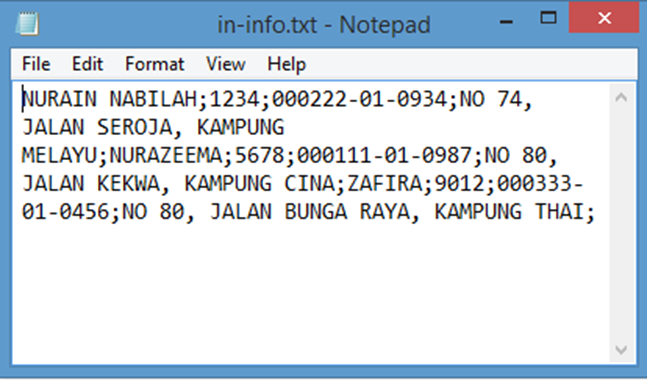 in-info.txt - Notepad
File Edit Format View Help
NURAIN NABILAH;1234;000222-01-0934;NO 74,
JALAN SEROJA, KAMPUNG
MELAYU;NURAZEEMA;5678;000111-01-0987;NO 80,
JALAN KEKWA, KAMPUNG CINA;ZAFIRA;9012;000333-
01-0456;NO 80, JALAN BUNGA RAYA, KAMPUNG THAI;